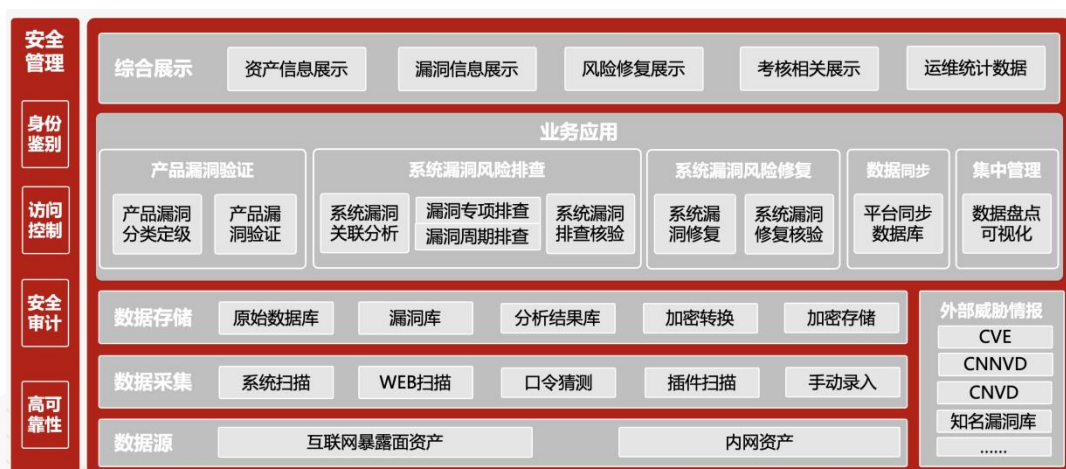 安全
管理
身份
鉴别
访问
控制
安全
审计
高可
靠性
综合展示
资产信息展示
漏洞信息展示
风险修复展示
考核相关展示
运维统计数据
业务应用
产品漏洞验证
产品漏洞
分类定级
产品漏
洞验证
系统漏洞风险排查
系统漏洞
关联分析
漏洞专项排查
漏洞周期排查
系统漏洞
排查核验
系统漏洞风险修复
系统漏
洞修复
系统漏洞
修复核验
数据同步
平台同步
数据库
集中管理
数据盘点
可视化
数据存储
原始数据库
漏洞库
分析结果库
加密转换
加密存储
数据采集
系统扫描
WEB扫描
口令猜测
插件扫描
手动录入
数据源
互联网暴露面资产
内网资产
外部威胁情报
CVE
CNNVD
CNVD
知名漏洞库
......